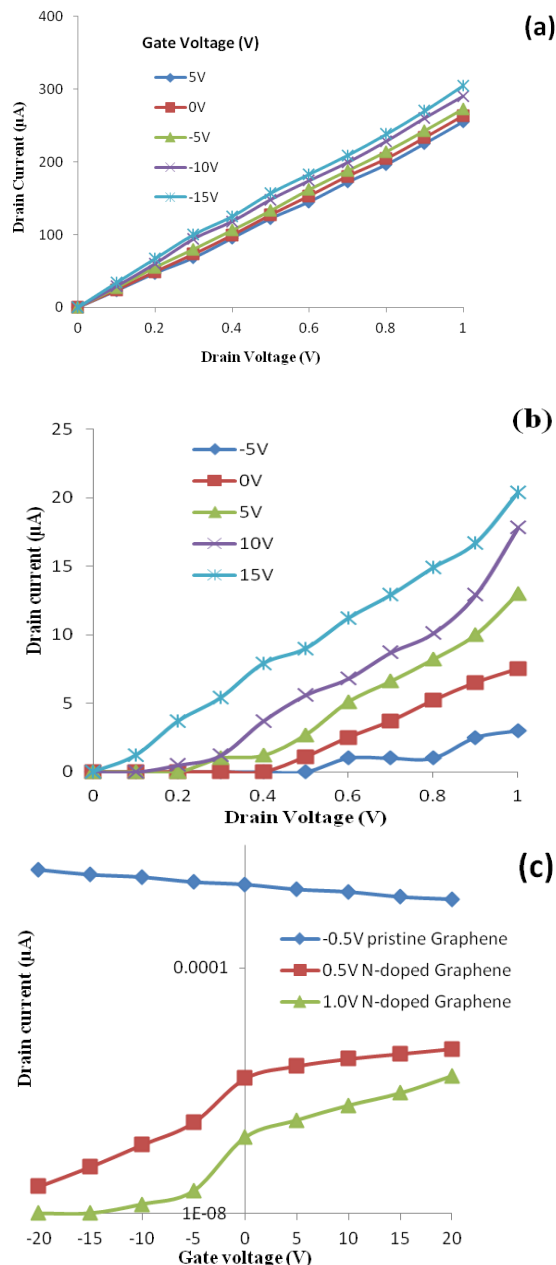 (a)
Gate Voltage (V)
5V
0V
-5V
-10V
-15V
400
300
200
100
0
Drain Current (µA)
0 0.2 0.4 0.6 0.8 1
Drain Voltage (V)
(b)
-5V
0V
5V
10V
15V
25
20
15
10
5
0
Drain current (µA)
0 0.2 0.4 0.6 0.8 1
Drain Voltage (V)
(c)
-0.5V pristine Graphene
0.5V N-doped Graphene
1.0V N-doped Graphene
0.0001
1E-08
Drain current (µA)
-20 -15 -10 -5 0 5 10 15 20
Gate voltage (V)